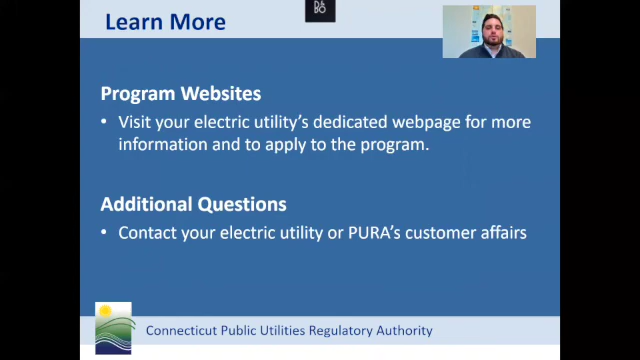 Learn More
Program Websites
• Visit your electric utility's dedicated webpage for more
information and to apply to the program.
Additional Questions
• Contact your electric utility or PURA's customer affairs
Connecticut Public Utilities Regulatory Authority